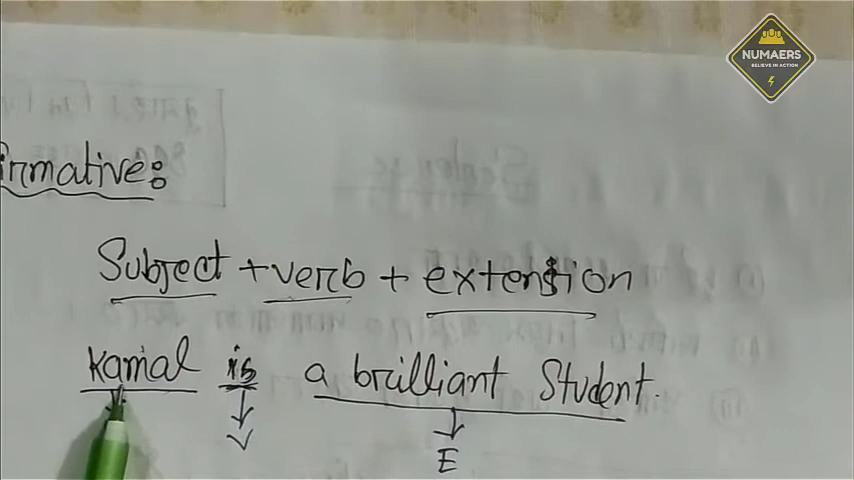 NUMAERS
BELIEVE IN ACTION
irmative:
Subject + verb + extension
Kamal is a brilliant Student.
V
E